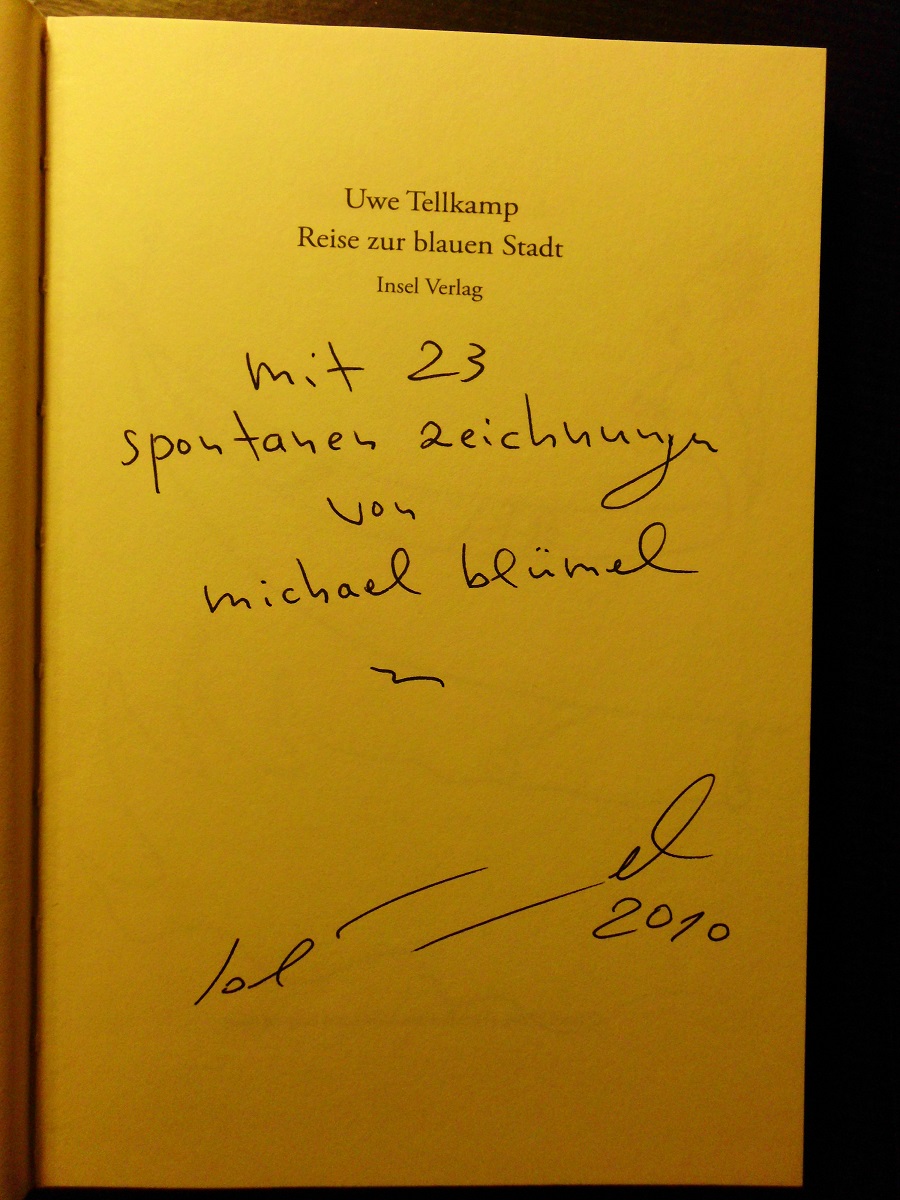 Uwe Tellkamp
Reise zur blauen Stadt
Insel Verlag
mit 23
spontanen zeichnungen
von
michael blümel
2010